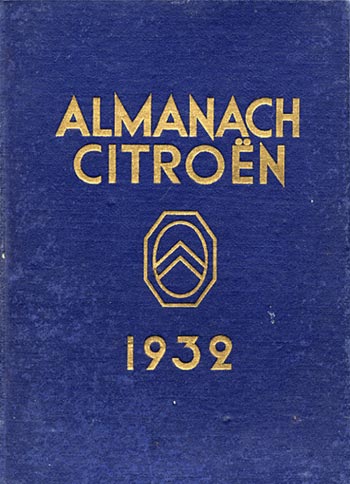 ALMANACH
CITROËN
1932